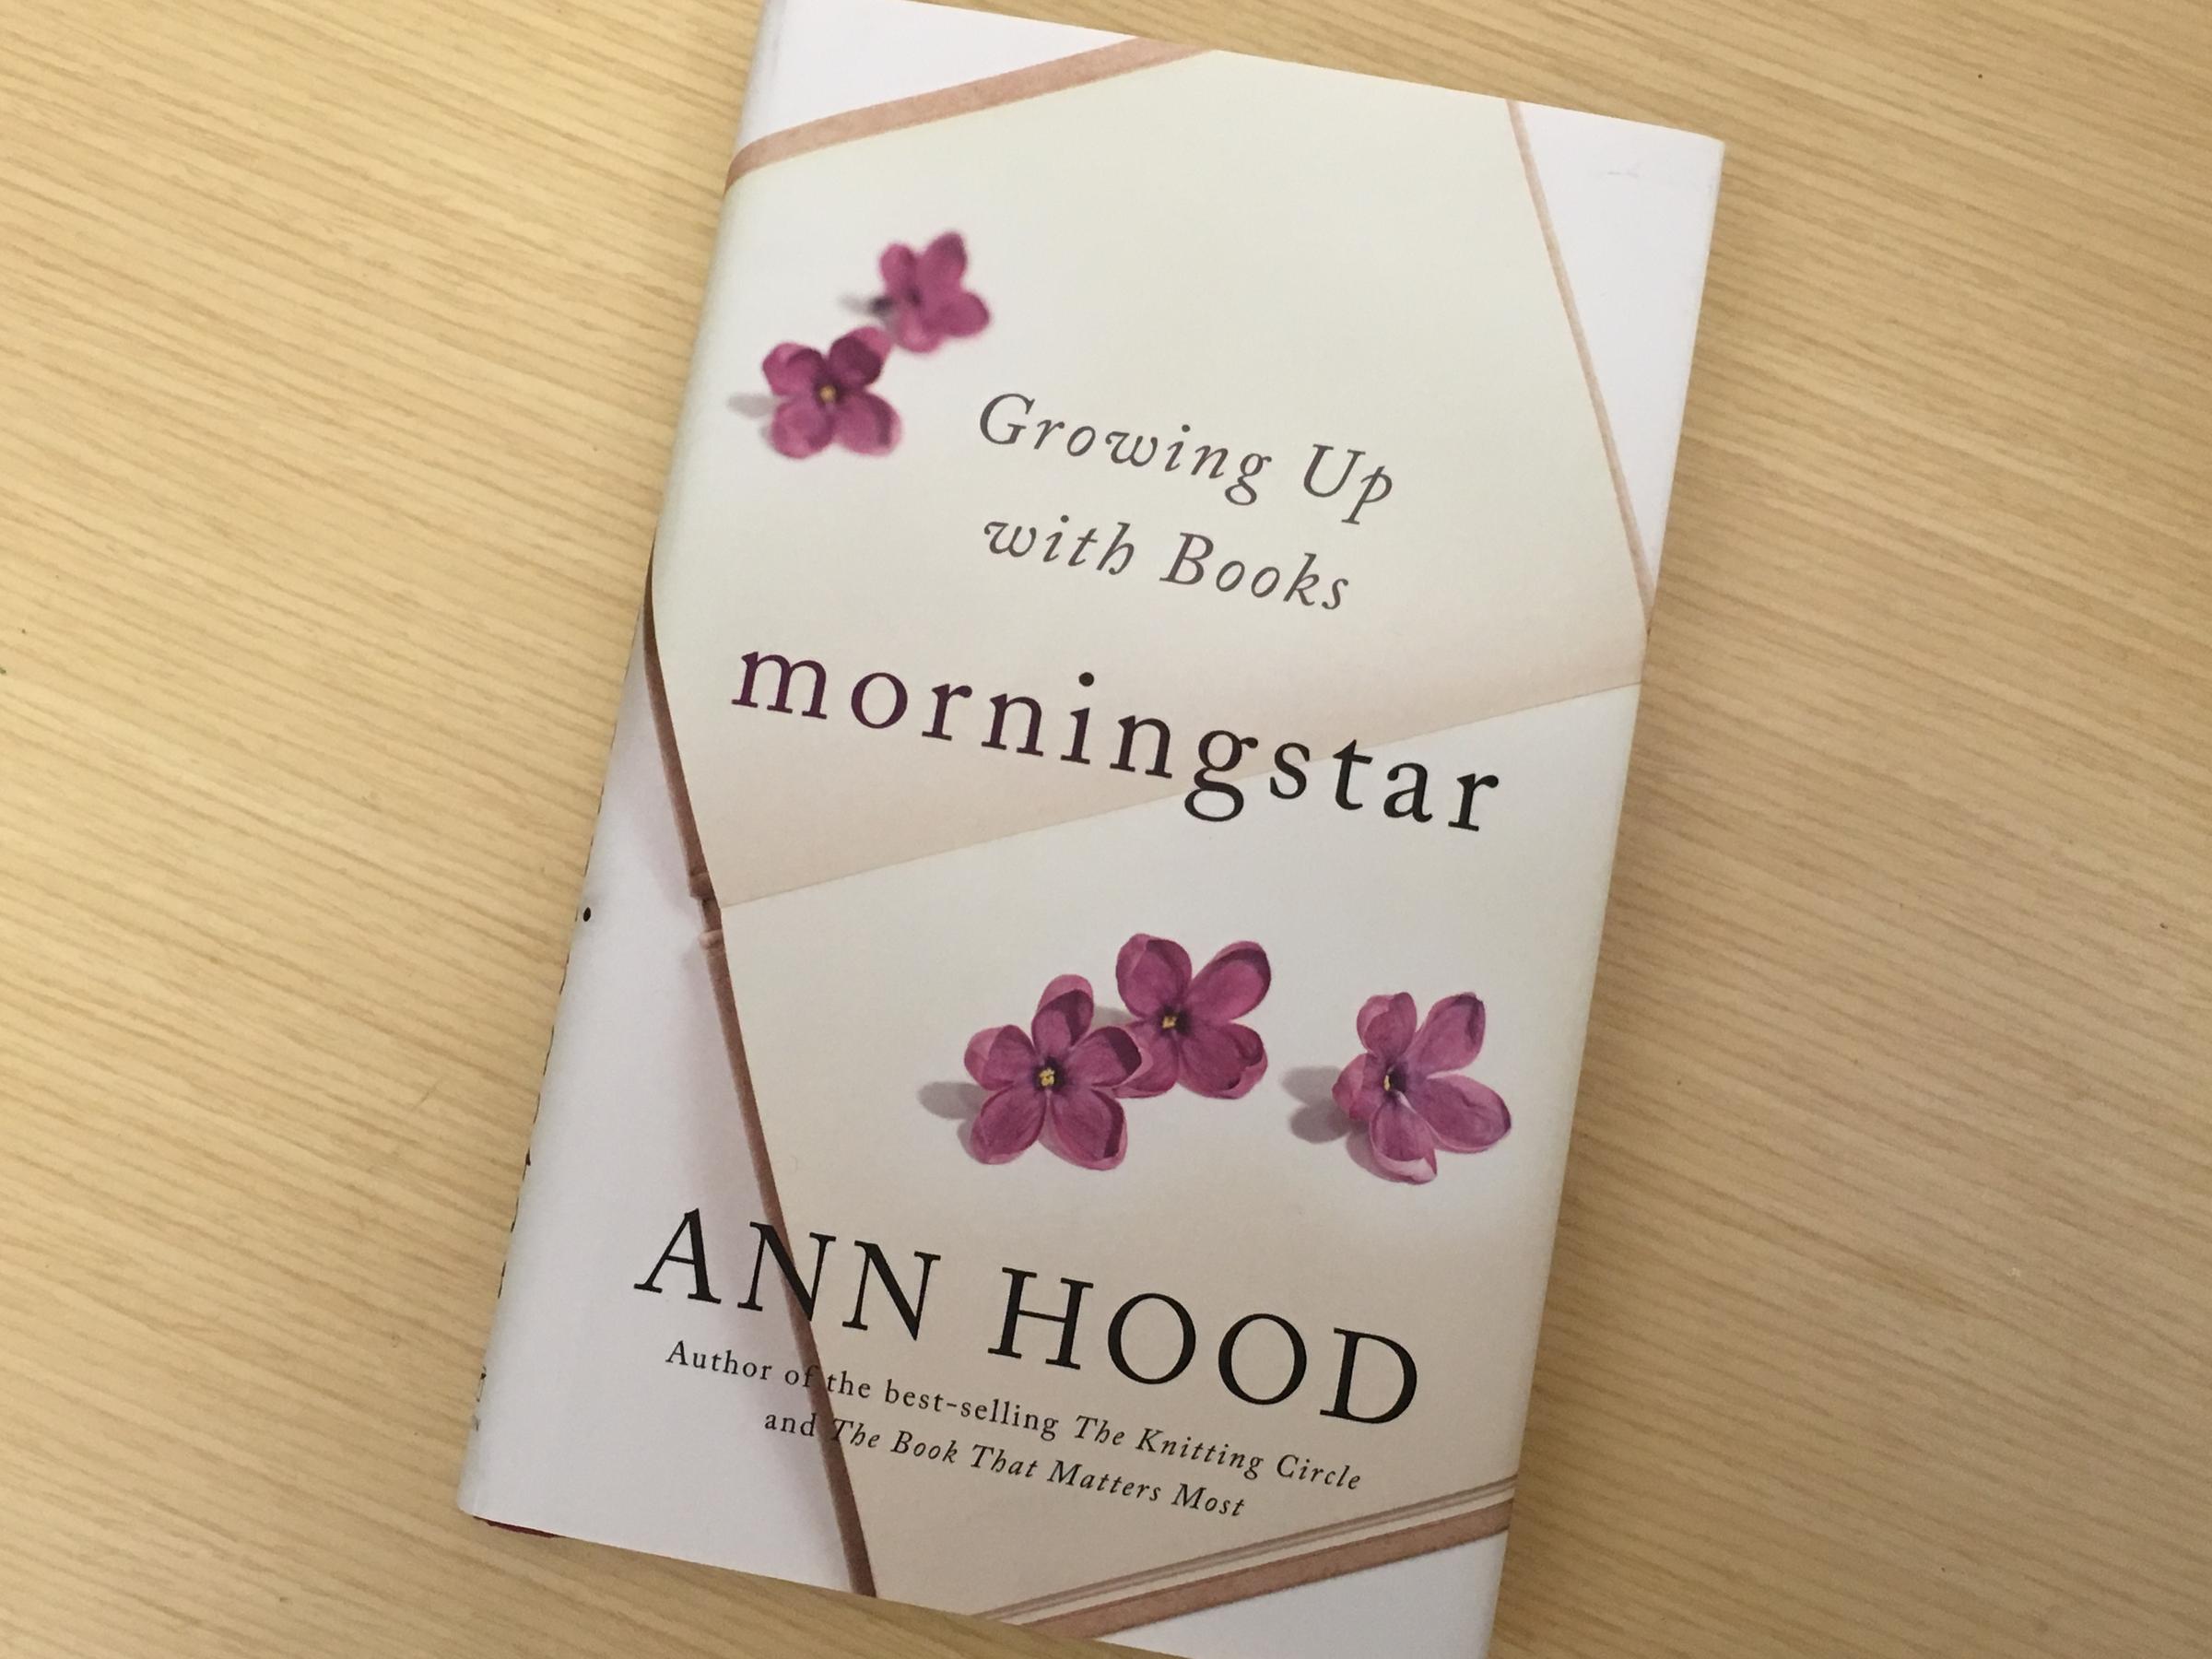 Growing Up
with Books
morningstar
ANN HOOD
Author of the best-selling The Knitting Circle
and The Book That Matters Most